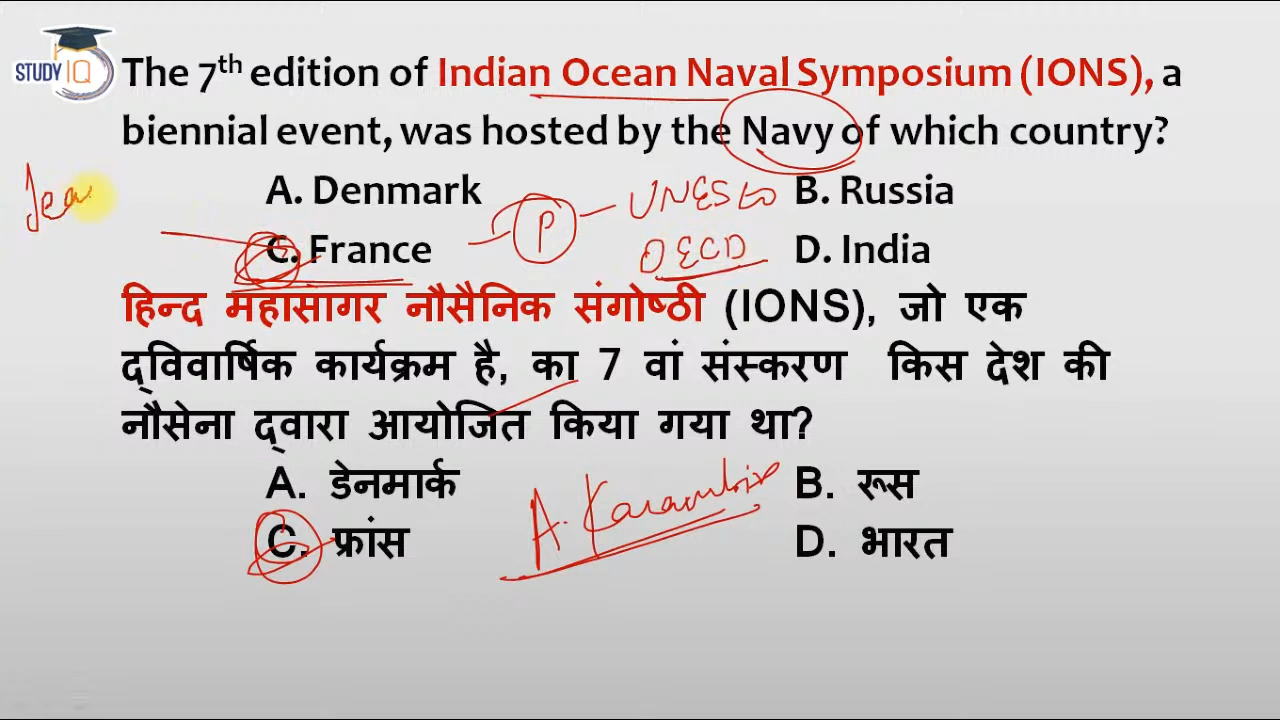 STUDY IQ
The 7th edition of Indian Ocean Naval Symposium (IONS), a
biennial event, was hosted by the Navy of which country?
A. Denmark B. Russia
C. France D. India
P UNESCO
OECD
Jea
हिन्द महासागर नौसैनिक संगोष्ठी (IONS), जो एक
द्विवार्षिक कार्यक्रम है, का 7 वां संस्करण किस देश की
नौसेना द्वारा आयोजित किया गया था?
A. डेनमार्क B. रूस
C. फ्रांस D. भारत
A.